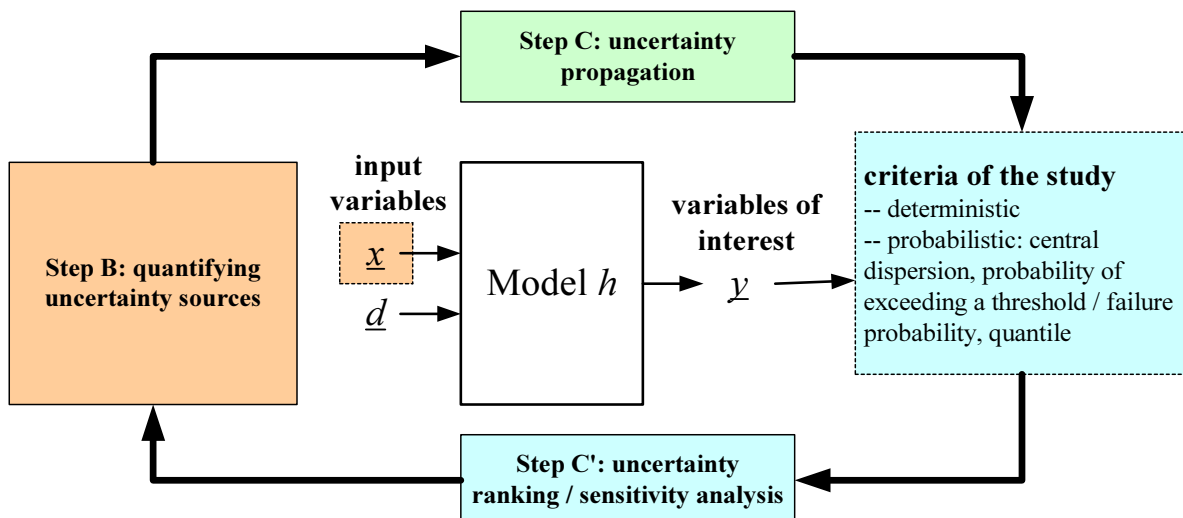 Step C: uncertainty
propagation
Step B: quantifying
uncertainty sources
input
variables
x
d
Model h
variables of
interest
y
criteria of the study
-- deterministic
-- probabilistic: central
dispersion, probability of
exceeding a threshold / failure
probability, quantile
Step C': uncertainty
ranking / sensitivity analysis